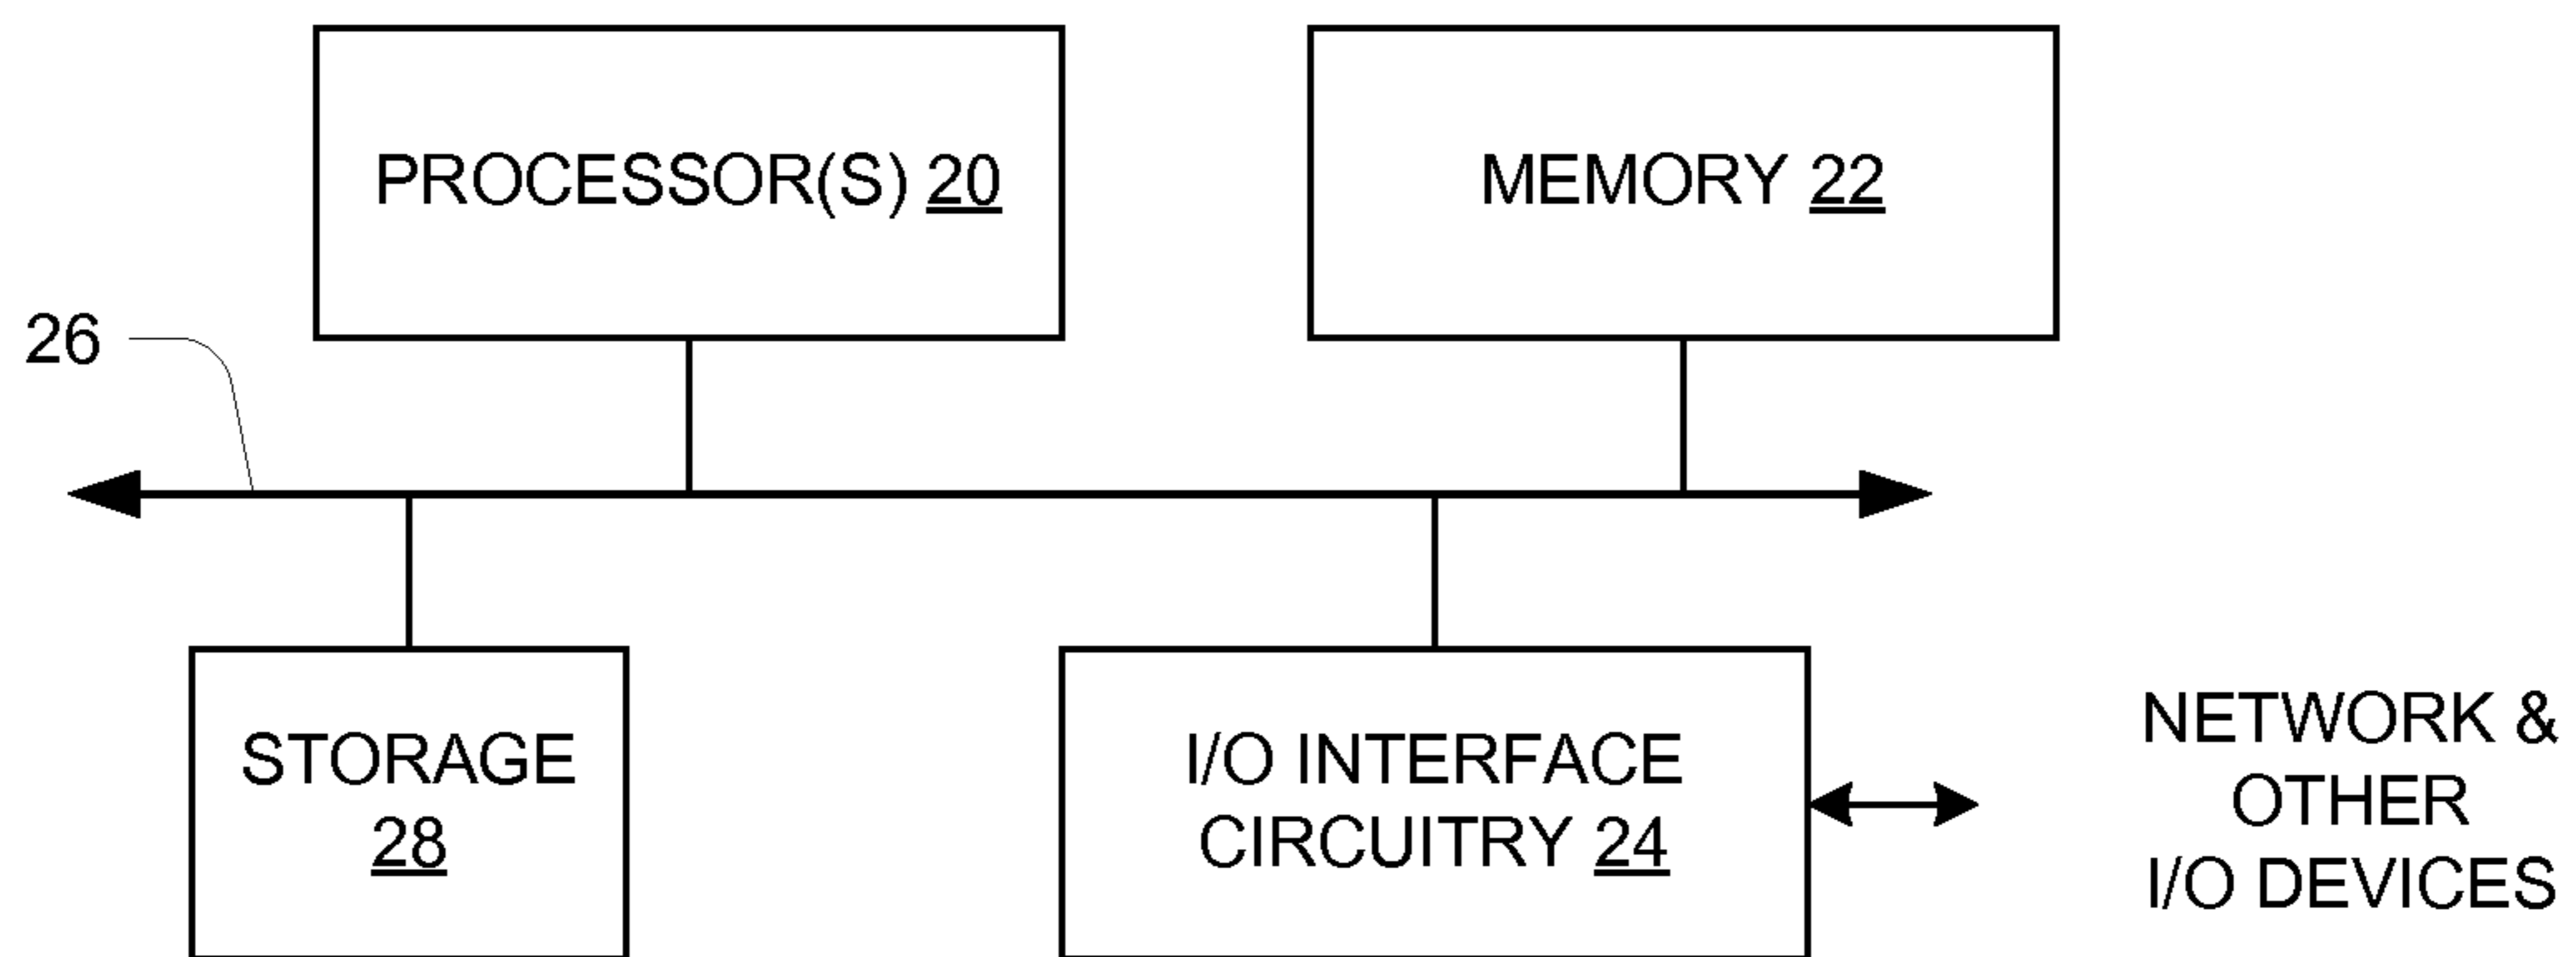 PROCESSOR(S) 20
MEMORY 22
26
STORAGE
28
I/O INTERFACE
CIRCUITRY 24
NETWORK &
OTHER
I/O DEVICES